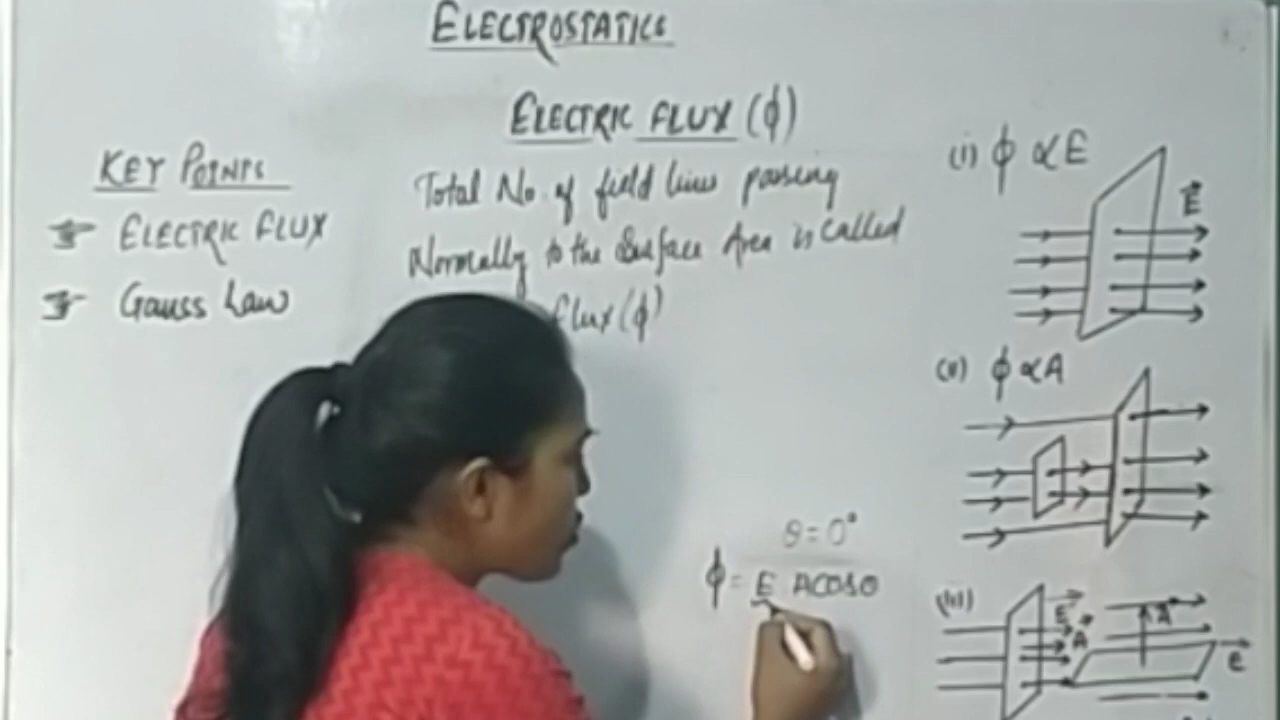 ELECTROSTATICS
KEY POINTS
ELECTRIC FLUX
Gauss Law
ELECTRIC FLUX (ϕ)
Total No. of field lines passing
Normally to the Surface Area is called
flux (ϕ)
θ = 0°
ϕ = E ACOSθ
(i) ϕ ∝ E
E
(ii) ϕ ∝ A
(iii)
E
A
A
E